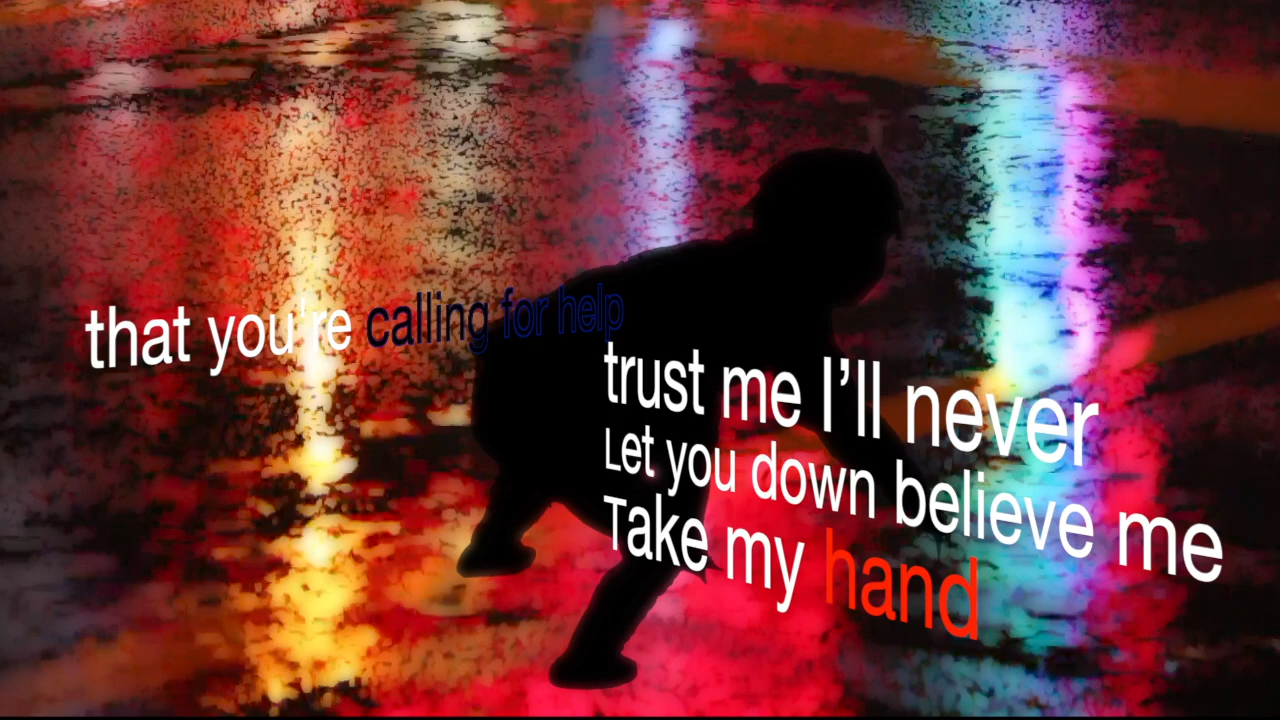 that you're calling for help
trust me I’ll never
Let you down believe me
Take my hand